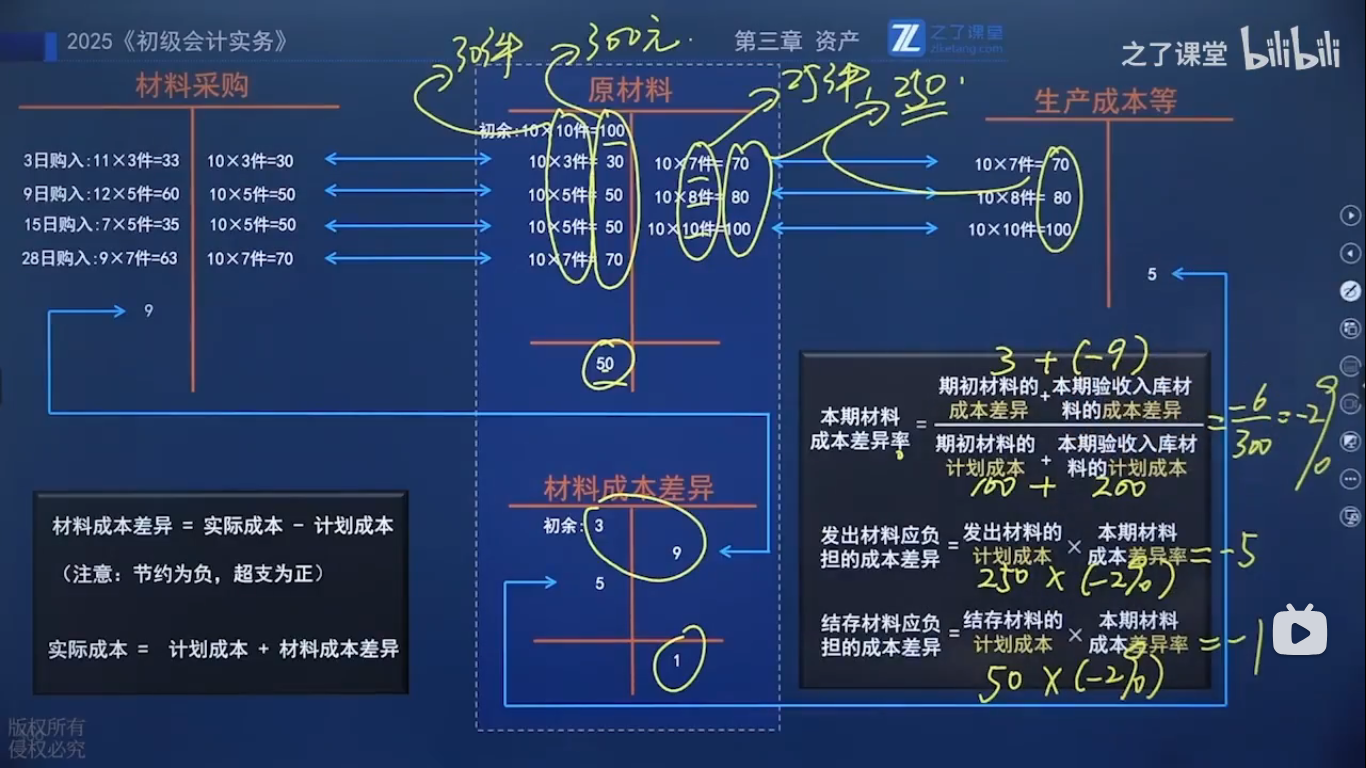 2025《初级会计实务》
第三章 资产
之了课堂
zlketang.com
之了课堂 bilibili
30件
300元
25件,
250
材料采购
3日购入:11×3件=33
10×3件=30
9日购入:12×5件=60
10×5件=50
15日购入:7×5件=35
10×5件=50
28日购入:9×7件=63
10×7件=70
9
原材料
初余:10×10件=100
10×3件= 30
10×7件= 70
10×5件= 50
10×8件= 80
10×5件= 50
10×10件=100
10×7件= 70
50
生产成本等
10×7件= 70
10×8件= 80
10×10件=100
5
材料成本差异
初余: 3
9
5
1
材料成本差异 = 实际成本 - 计划成本
（注意：节约为负，超支为正）
实际成本 = 计划成本 + 材料成本差异
3 + (-9)
本期材料
成本差异率
=
期初材料的
成本差异
+
本期验收入库材
料的成本差异
期初材料的
计划成本
+
本期验收入库材
料的计划成本
100 + 200
= -6
300
= -2%
发出材料应负
担的成本差异
=
发出材料的
计划成本
×
本期材料
成本差异率
= -5
250 × (-2%)
结存材料应负
担的成本差异
=
结存材料的
计划成本
×
本期材料
成本差异率
= -1
50 × (-2%)
版权所有
侵权必究